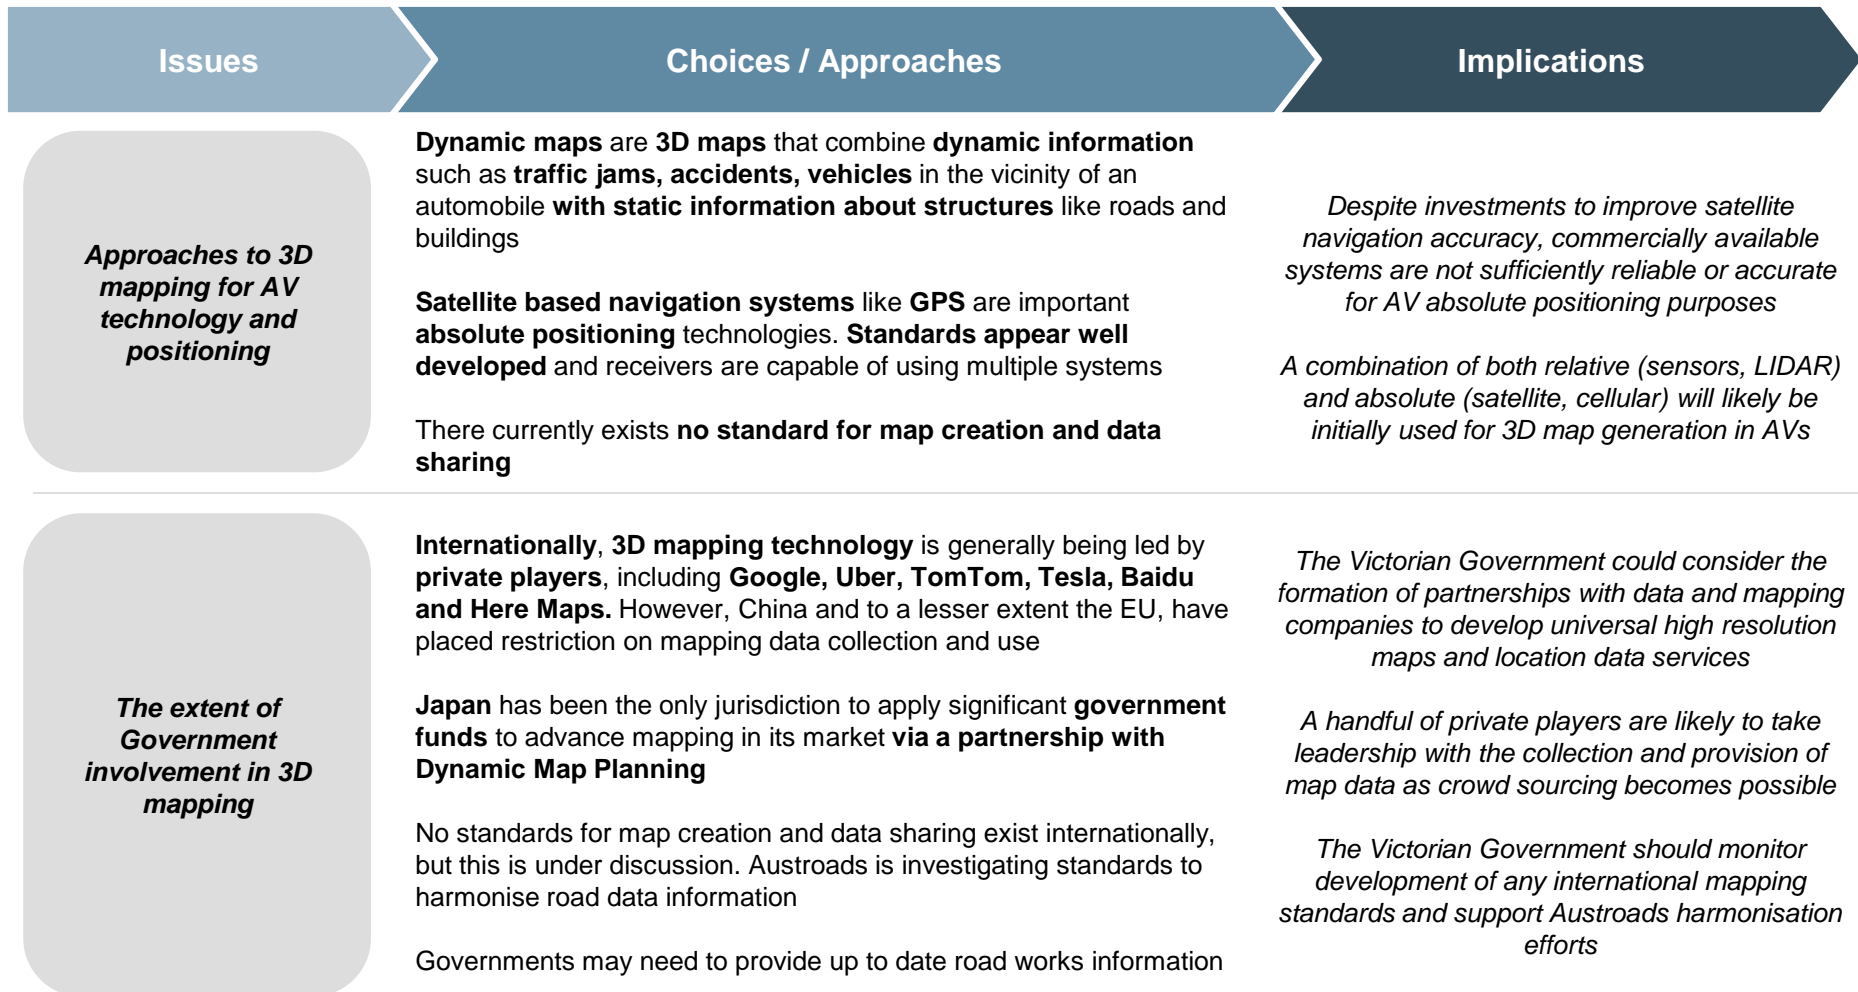 Issues
Choices / Approaches
Implications
Approaches to 3D
mapping for AV
technology and
positioning
Dynamic maps are 3D maps that combine dynamic information
such as traffic jams, accidents, vehicles in the vicinity of an
automobile with static information about structures like roads and
buildings
Satellite based navigation systems like GPS are important
absolute positioning technologies. Standards appear well
developed and receivers are capable of using multiple systems
There currently exists no standard for map creation and data
sharing
Despite investments to improve satellite
navigation accuracy, commercially available
systems are not sufficiently reliable or accurate
for AV absolute positioning purposes
A combination of both relative (sensors, LIDAR)
and absolute (satellite, cellular) will likely be
initially used for 3D map generation in AVs
The extent of
Government
involvement in 3D
mapping
Internationally, 3D mapping technology is generally being led by
private players, including Google, Uber, TomTom, Tesla, Baidu
and Here Maps. However, China and to a lesser extent the EU, have
placed restriction on mapping data collection and use
Japan has been the only jurisdiction to apply significant government
funds to advance mapping in its market via a partnership with
Dynamic Map Planning
No standards for map creation and data sharing exist internationally,
but this is under discussion. Austroads is investigating standards to
harmonise road data information
Governments may need to provide up to date road works information
The Victorian Government could consider the
formation of partnerships with data and mapping
companies to develop universal high resolution
maps and location data services
A handful of private players are likely to take
leadership with the collection and provision of
map data as crowd sourcing becomes possible
The Victorian Government should monitor
development of any international mapping
standards and support Austroads harmonisation
efforts